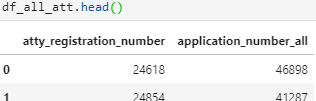 df_all_att.head()
atty_registration_number application_number_all
0 24618 46898
1 24854 41287